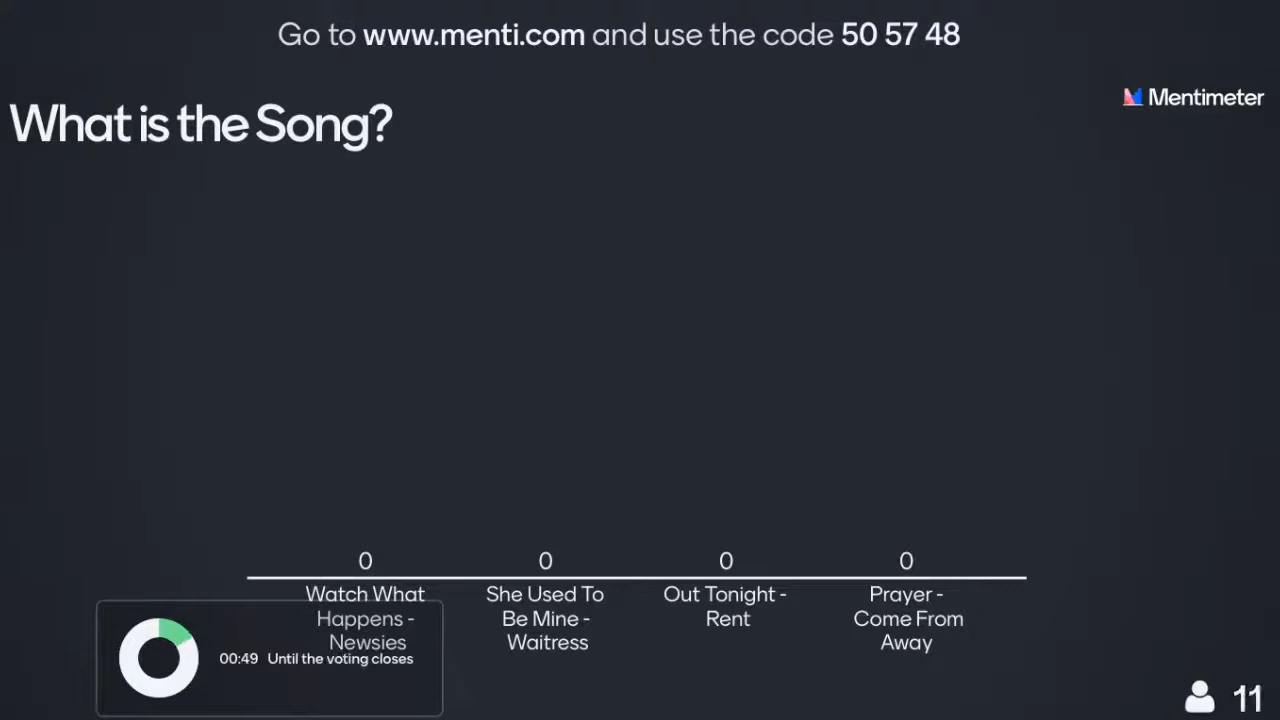 Go to www.menti.com and use the code 50 57 48
Mentimeter
What is the Song?
0
0
0
0
Watch What
Happens -
Newsies
She Used To
Be Mine -
Waitress
Out Tonight -
Rent
Prayer -
Come From
Away
00:49 Until the voting closes
11